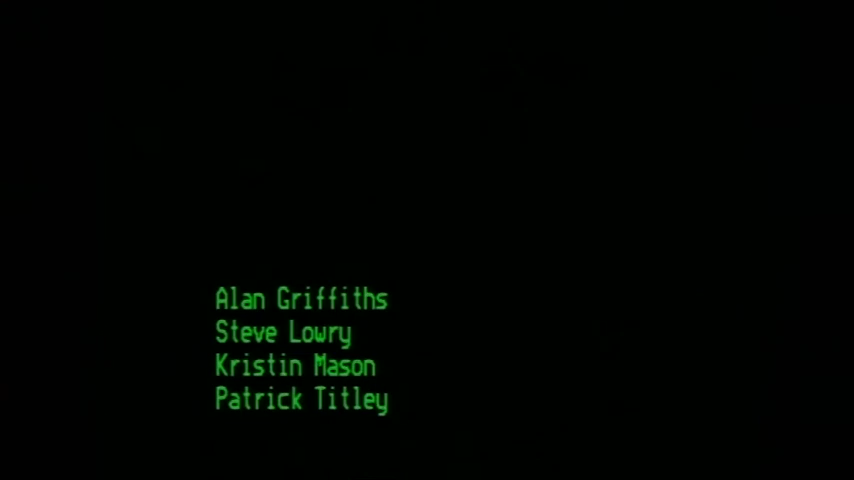 Alan Griffiths
Steve Lowry
Kristin Mason
Patrick Titley